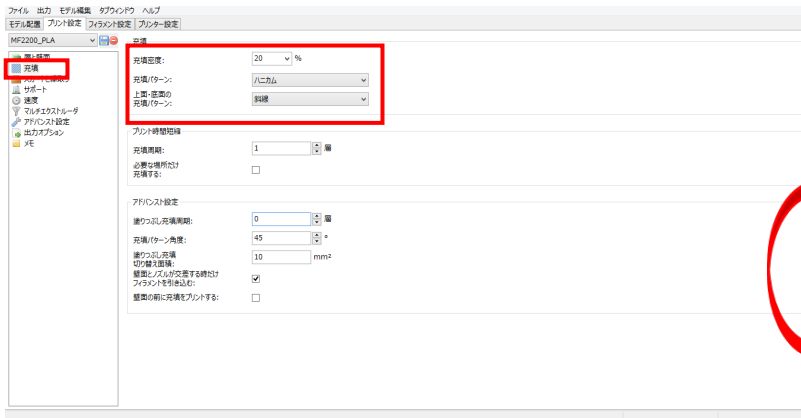 ファイル 出力 モデル編集 タブウィンドウ ヘルプ
モデル配置 プリント設定 フィラメント設定 プリンター設定
MF2200_PLA
充填
サポート
速度
マルチエクストルーダ
アドバンスト設定
出力オプション
メモ
充填
充填密度: 20 %
充填パターン: ハニカム
上面・底面の
充填パターン: 斜線
プリント時間短縮
充填周期: 1 層
必要な場所だけ
充填する:
アドバンスト設定
塗りつぶし充填周期: 0 層
充填パターン角度: 45 °
塗りつぶし充填
切り替え面積: 10 mm²
壁面とノズルが交差する時だけ
フィラメントを引き込む:
壁面の前に充填をプリントする: